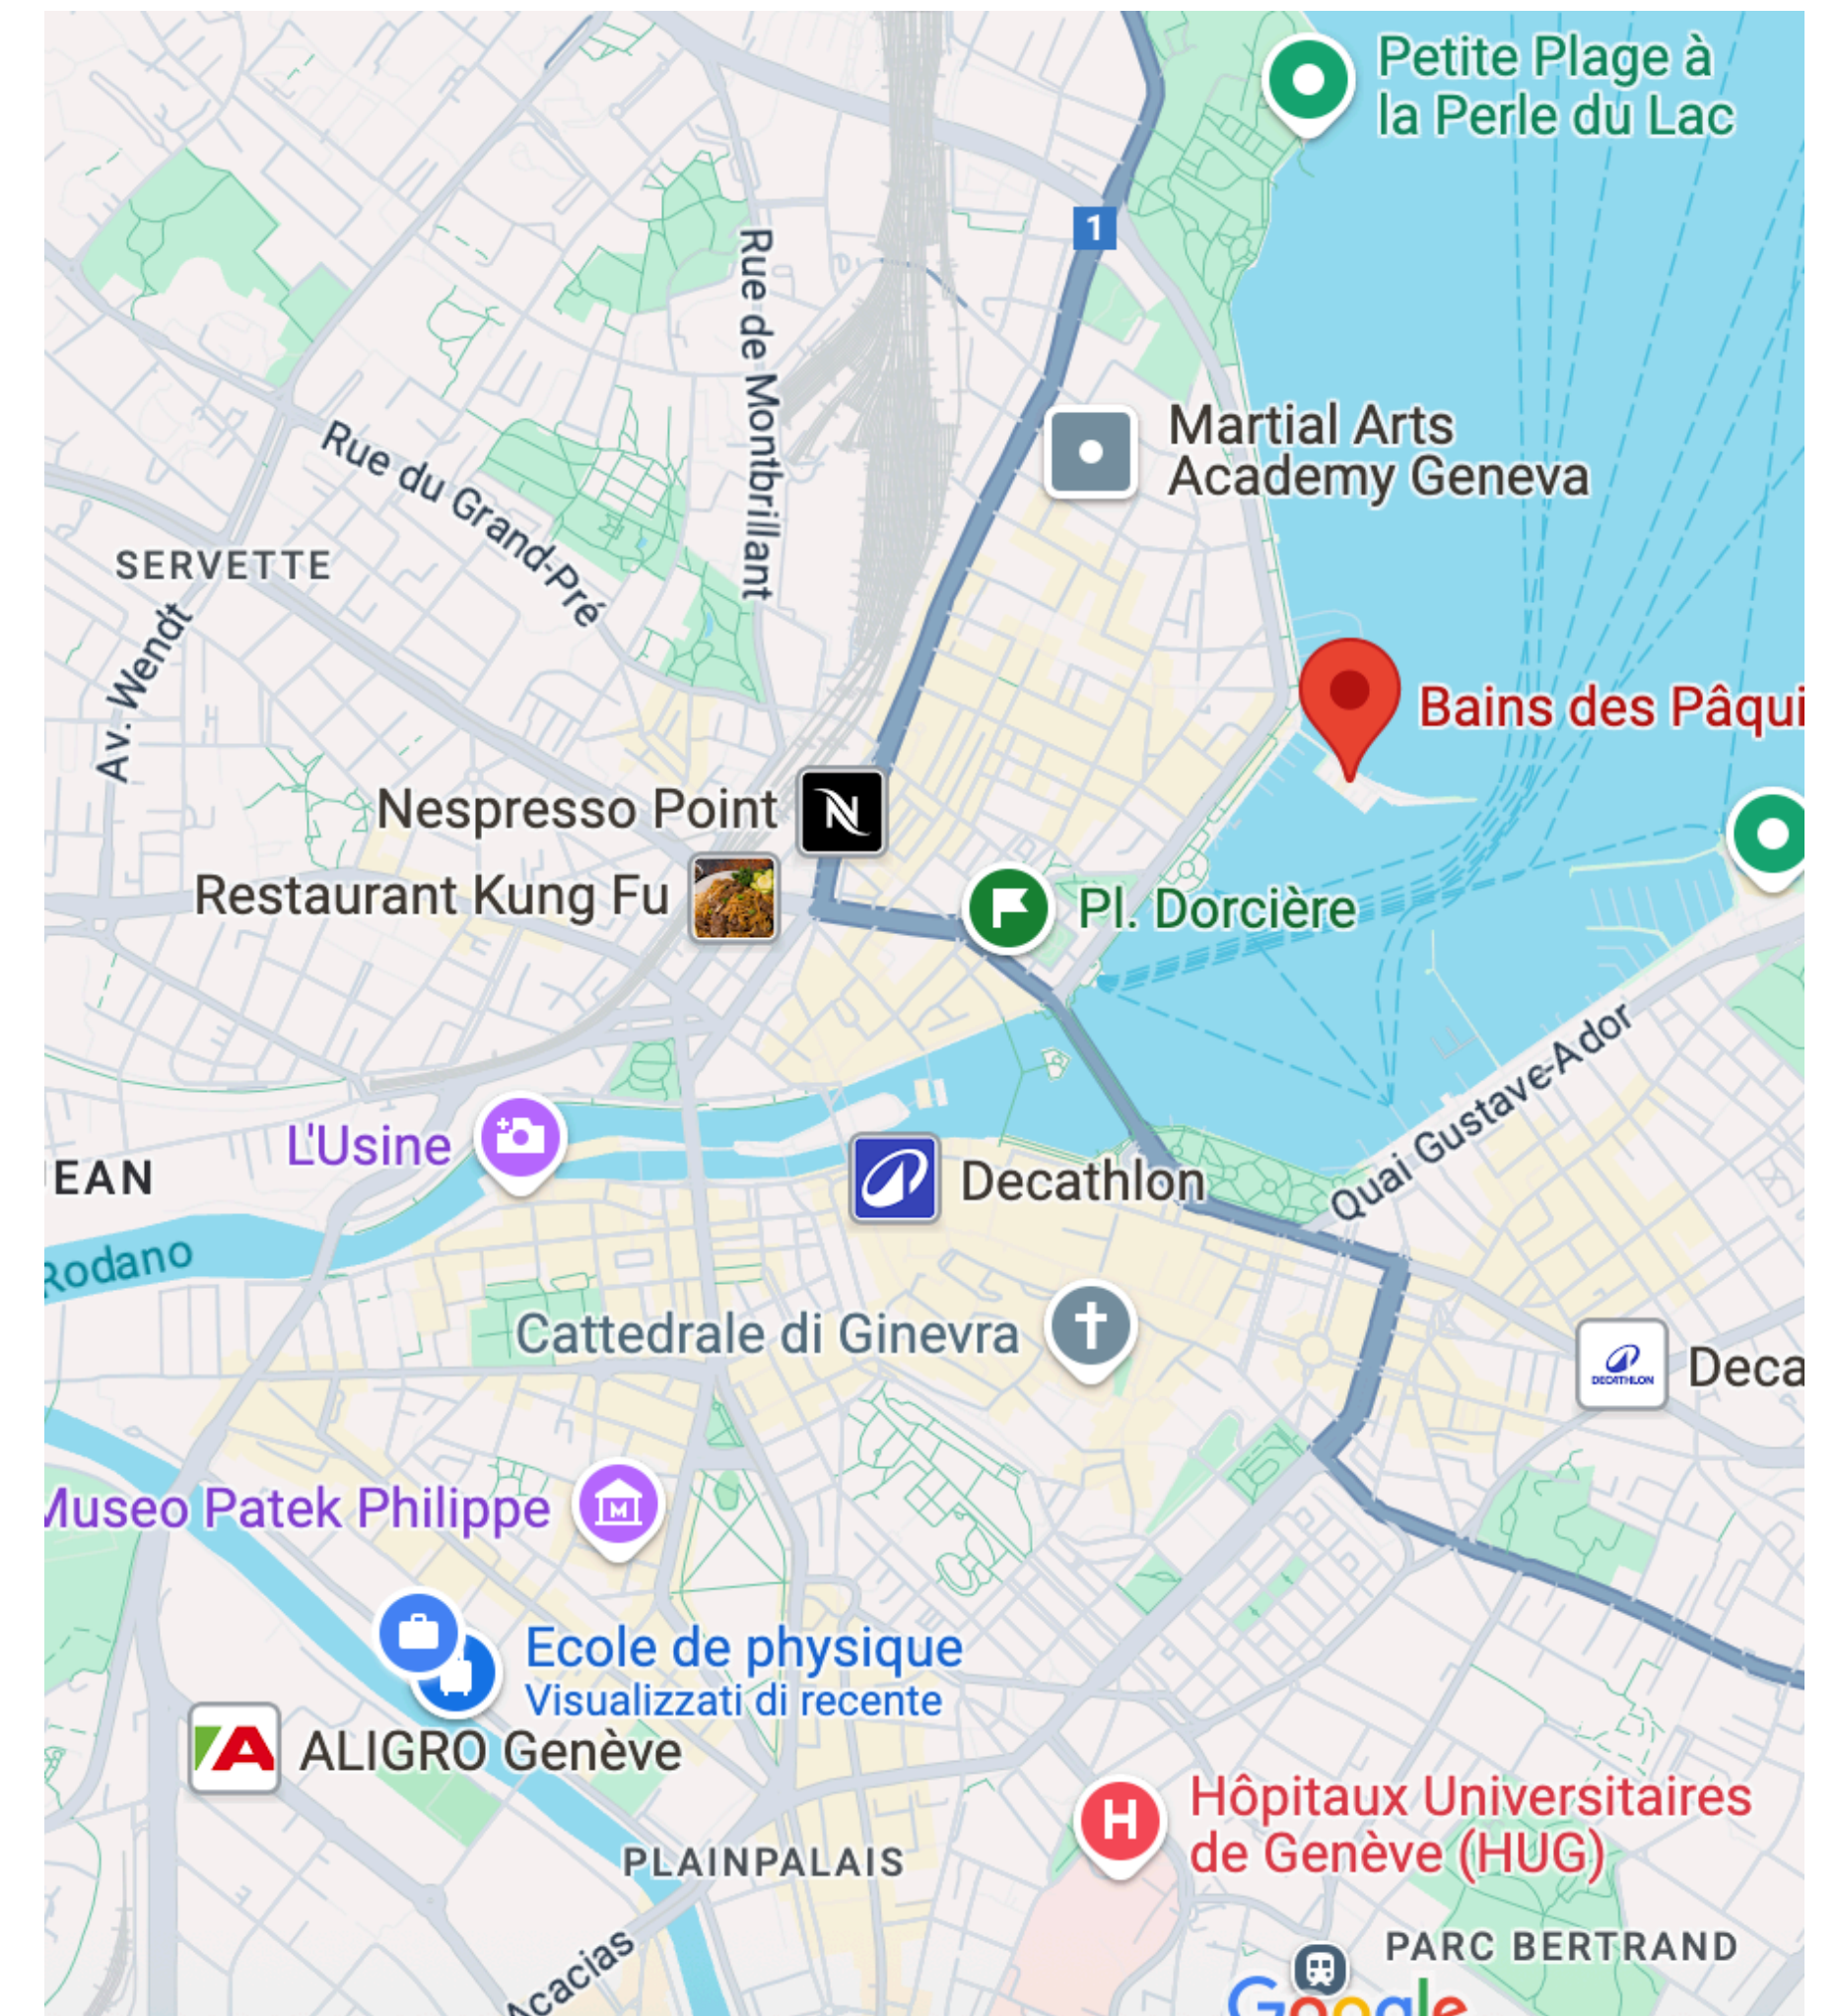 Petite Plage à
la Perle du Lac
1
Rue de Montbrillant
Martial Arts
Academy Geneva
Rue du Grand-Pré
SERVETTE
Av. Wendt
Bains des Pâqui
Nespresso Point
N
Restaurant Kung Fu
Pl. Dorcière
Quai Gustave-Ador
L'Usine
JEAN
Decathlon
Rodano
Cattedrale di Ginevra
DECATHLON
Deca
Museo Patek Philippe
M
Ecole de physique
Visualizzati di recente
A
ALIGRO Genève
H
Hôpitaux Universitaires
de Genève (HUG)
PLAINPALAIS
PARC BERTRAND
Acacias
Google